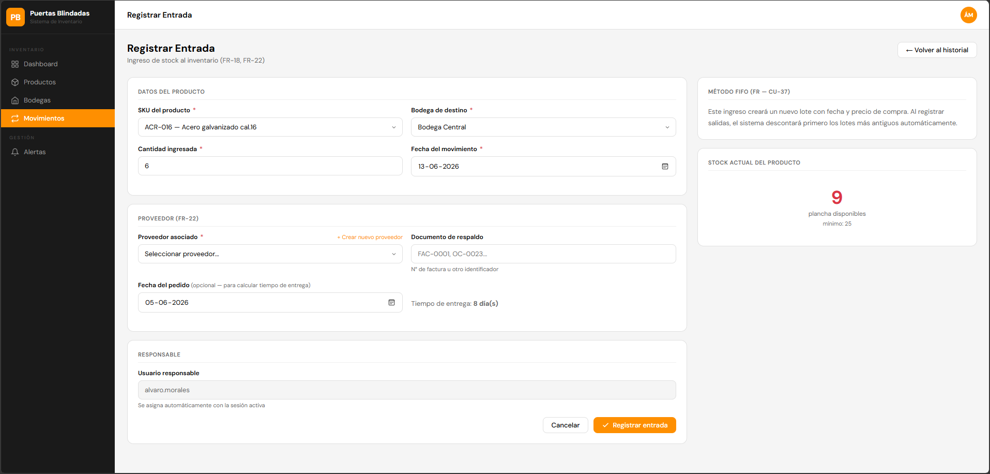 PB
Puertas Blindadas
Sistema de Inventario
Registrar Entrada
ÁM
INVENTARIO
Dashboard
Productos
Bodegas
Movimientos
GESTIÓN
Alertas
Registrar Entrada
Ingreso de stock al inventario (FR-18, FR-22)
← Volver al historial
DATOS DEL PRODUCTO
SKU del producto *
Bodega de destino *
ACR-016 — Acero galvanizado cal.16
Bodega Central
Cantidad ingresada *
Fecha del movimiento *
6
13-06-2026
PROVEEDOR (FR-22)
Proveedor asociado *
+ Crear nuevo proveedor
Documento de respaldo
Seleccionar proveedor...
FAC-0001, OC-0023...
N° de factura u otro identificador
Fecha del pedido (opcional — para calcular tiempo de entrega)
05-06-2026
Tiempo de entrega: 8 día(s)
RESPONSABLE
Usuario responsable
alvaro.morales
Se asigna automáticamente con la sesión activa
Cancelar
Registrar entrada
MÉTODO FIFO (FR — CU-37)
Este ingreso creará un nuevo lote con fecha y precio de compra. Al registrar
salidas, el sistema descontará primero los lotes más antiguos automáticamente.
STOCK ACTUAL DEL PRODUCTO
9
plancha disponibles
mínimo: 25